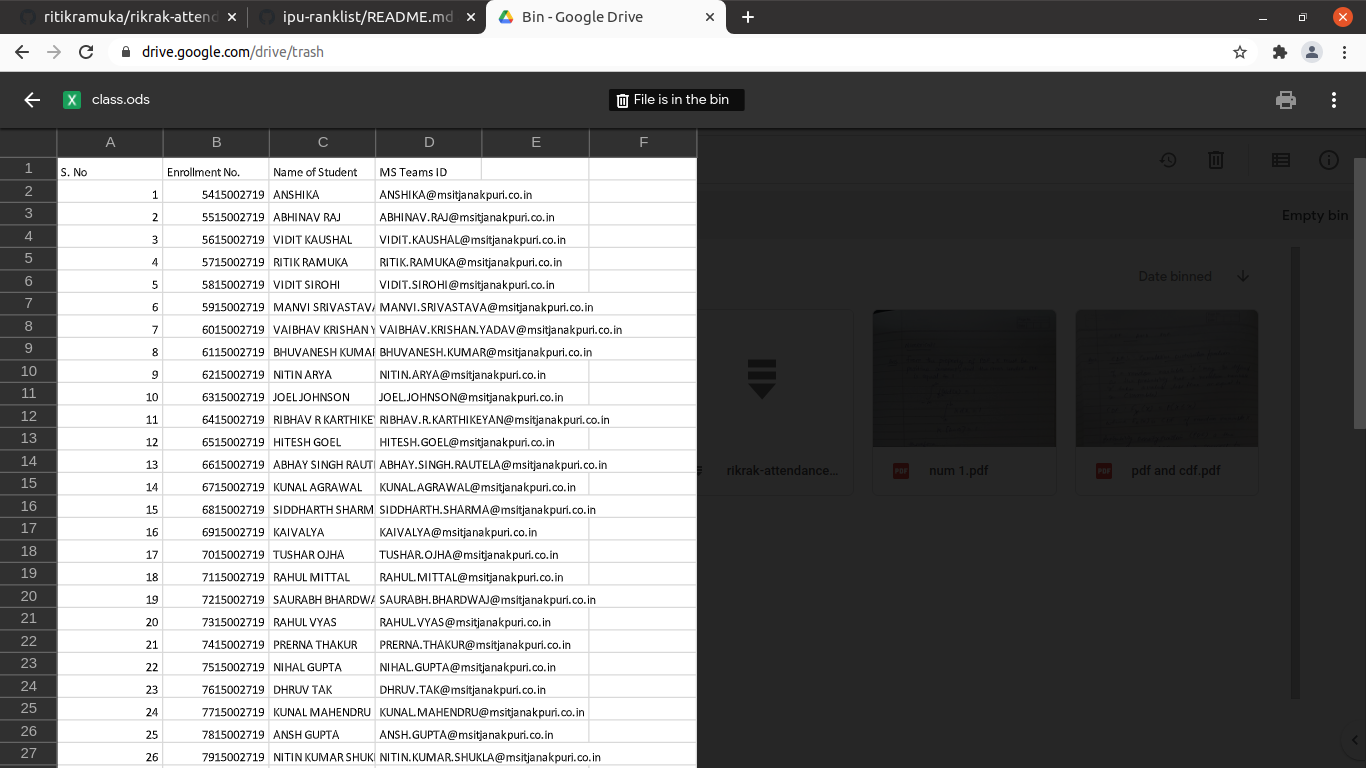 ritikramuka/rikrak-attend
ipu-ranklist/README.md
Bin - Google Drive
drive.google.com/drive/trash
class.ods
File is in the bin
A B C D E F
1 S. No Enrollment No. Name of Student MS Teams ID
2 1 5415002719 ANSHIKA ANSHIKA@msitjanakpuri.co.in
3 2 5515002719 ABHINAV RAJ ABHINAV.RAJ@msitjanakpuri.co.in
4 3 5615002719 VIDIT KAUSHAL VIDIT.KAUSHAL@msitjanakpuri.co.in
5 4 5715002719 RITIK RAMUKA RITIK.RAMUKA@msitjanakpuri.co.in
6 5 5815002719 VIDIT SIROHI VIDIT.SIROHI@msitjanakpuri.co.in
7 6 5915002719 MANVI SRIVASTAVA MANVI.SRIVASTAVA@msitjanakpuri.co.in
8 7 6015002719 VAIBHAV KRISHAN Y VAIBHAV.KRISHAN.YADAV@msitjanakpuri.co.in
9 8 6115002719 BHUVANESH KUMAR BHUVANESH.KUMAR@msitjanakpuri.co.in
10 9 6215002719 NITIN ARYA NITIN.ARYA@msitjanakpuri.co.in
11 10 6315002719 JOEL JOHNSON JOEL.JOHNSON@msitjanakpuri.co.in
12 11 6415002719 RIBHAV R KARTHIKEY RIBHAV.R.KARTHIKEYAN@msitjanakpuri.co.in
13 12 6515002719 HITESH GOEL HITESH.GOEL@msitjanakpuri.co.in
14 13 6615002719 ABHAY SINGH RAUT ABHAY.SINGH.RAUTELA@msitjanakpuri.co.in
15 14 6715002719 KUNAL AGRAWAL KUNAL.AGRAWAL@msitjanakpuri.co.in
16 15 6815002719 SIDDHARTH SHARM SIDDHARTH.SHARMA@msitjanakpuri.co.in
17 16 6915002719 KAIVALYA KAIVALYA@msitjanakpuri.co.in
18 17 7015002719 TUSHAR OJHA TUSHAR.OJHA@msitjanakpuri.co.in
19 18 7115002719 RAHUL MITTAL RAHUL.MITTAL@msitjanakpuri.co.in
20 19 7215002719 SAURABH BHARDWA SAURABH.BHARDWAJ@msitjanakpuri.co.in
21 20 7315002719 RAHUL VYAS RAHUL.VYAS@msitjanakpuri.co.in
22 21 7415002719 PRERNA THAKUR PRERNA.THAKUR@msitjanakpuri.co.in
23 22 7515002719 NIHAL GUPTA NIHAL.GUPTA@msitjanakpuri.co.in
24 23 7615002719 DHRUV TAK DHRUV.TAK@msitjanakpuri.co.in
25 24 7715002719 KUNAL MAHENDRU KUNAL.MAHENDRU@msitjanakpuri.co.in
26 25 7815002719 ANSH GUPTA ANSH.GUPTA@msitjanakpuri.co.in
27 26 7915002719 NITIN KUMAR SHUK NITIN.KUMAR.SHUKLA@msitjanakpuri.co.in
Empty bin
Date binned
rikrak-attendance...
PDF num 1.pdf
PDF pdf and cdf.pdf